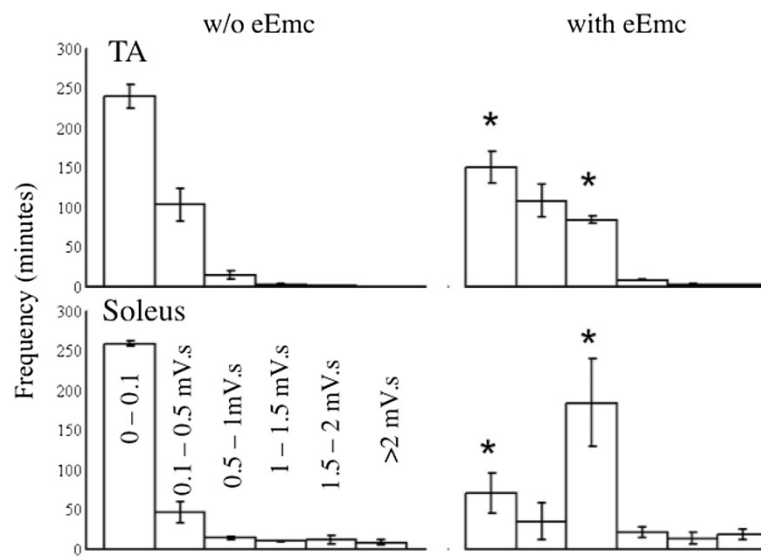 w/o eEmc
with eEmc
Frequency (minutes)
TA
300
250
200
150
100
50
0
*
*
Soleus
300
250
200
150
100
50
0
0 – 0.1
0.1 – 0.5 mV.s
0.5 – 1mV.s
1 – 1.5 mV.s
1.5 – 2 mV.s
>2 mV.s
*
*